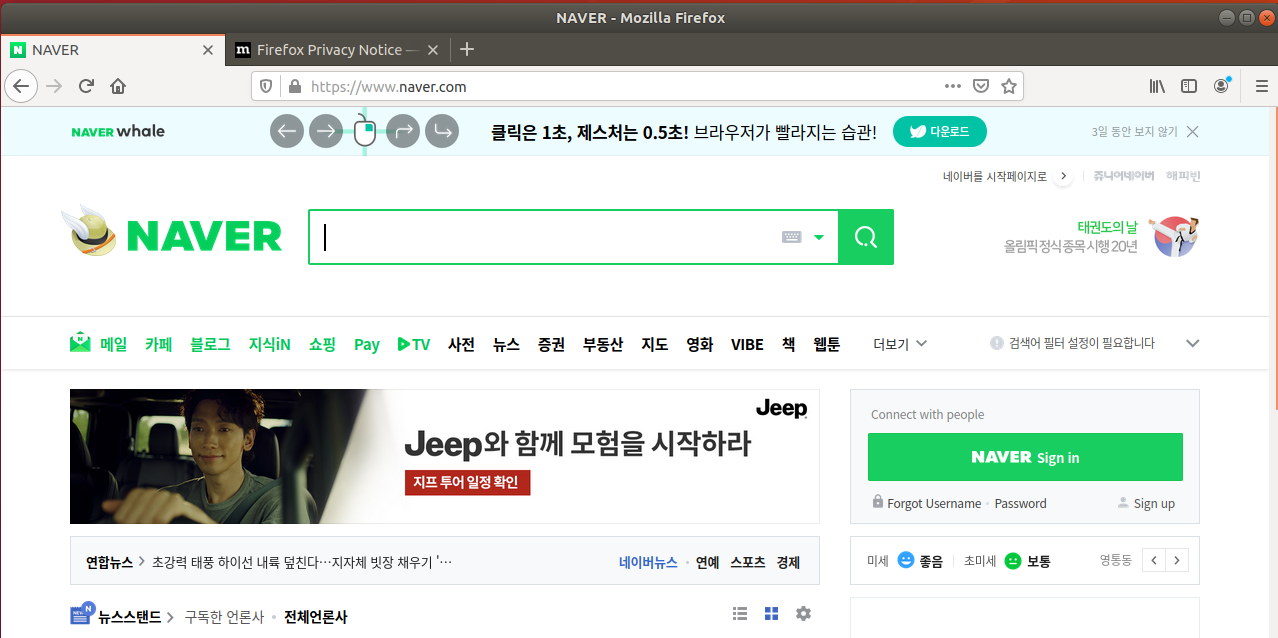 NAVER - Mozilla Firefox
NAVER
Firefox Privacy Notice —
https://www.naver.com
NAVER whale
클릭은 1초, 제스처는 0.5초! 브라우저가 빨라지는 습관!
다운로드
3일 동안 보지 않기
네이버를 시작페이지로
쥬니어네이버
해피빈
NAVER
태권도의 날
올림픽 정식 종목 시행 20년
메일 카페 블로그 지식iN 쇼핑 Pay TV 사전 뉴스 증권 부동산 지도 영화 VIBE 책 웹툰 더보기
검색어 필터 설정이 필요합니다
Jeep
Jeep와 함께 모험을 시작하라
지프 투어 일정 확인
Connect with people
NAVER Sign in
Forgot Username · Password
Sign up
연합뉴스 초강력 태풍 하이선 내륙 덮친다…지자체 빗장 채우기 '…
네이버뉴스 · 연예 스포츠 경제
미세 좋음 초미세 보통 영통동
NEWS N 뉴스스탠드 구독한 언론사 · 전체언론사